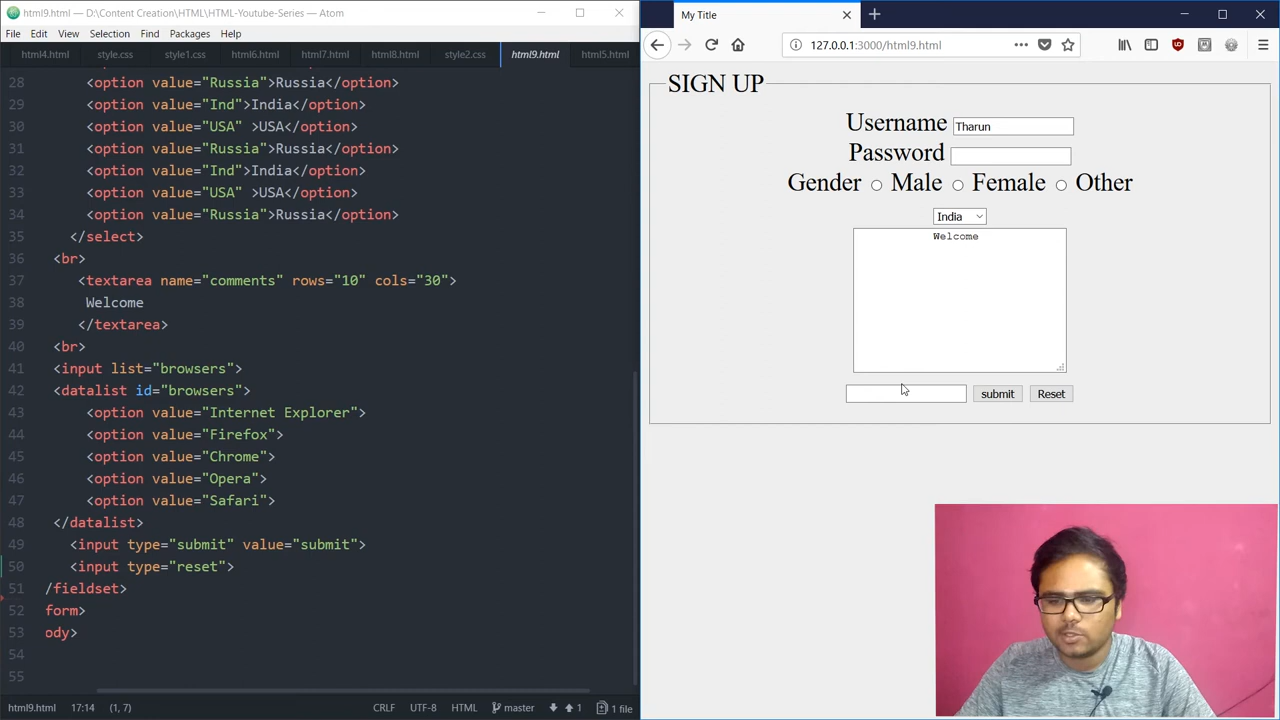 html9.html — D:\Content Creation\HTML\HTML-Youtube-Series — Atom
File Edit View Selection Find Packages Help
html4.html style.css style1.css html6.html html7.html html8.html style2.css html9.html html5.html
28 <option value="Russia">Russia</option>
29 <option value="Ind">India</option>
30 <option value="USA" >USA</option>
31 <option value="Russia">Russia</option>
32 <option value="Ind">India</option>
33 <option value="USA" >USA</option>
34 <option value="Russia">Russia</option>
35 </select>
36 <br>
37 <textarea name="comments" rows="10" cols="30">
38 Welcome
39 </textarea>
40 <br>
41 <input list="browsers">
42 <datalist id="browsers">
43 <option value="Internet Explorer">
44 <option value="Firefox">
45 <option value="Chrome">
46 <option value="Opera">
47 <option value="Safari">
48 </datalist>
49 <input type="submit" value="submit">
50 <input type="reset">
51 /fieldset>
52 form>
53 ody>
54
55
html9.html 17:14 (1, 7) CRLF UTF-8 HTML master 1 1 file
My Title
127.0.0.1:3000/html9.html
SIGN UP
Username Tharun
Password
Gender Male Female Other
India
Welcome
submit Reset